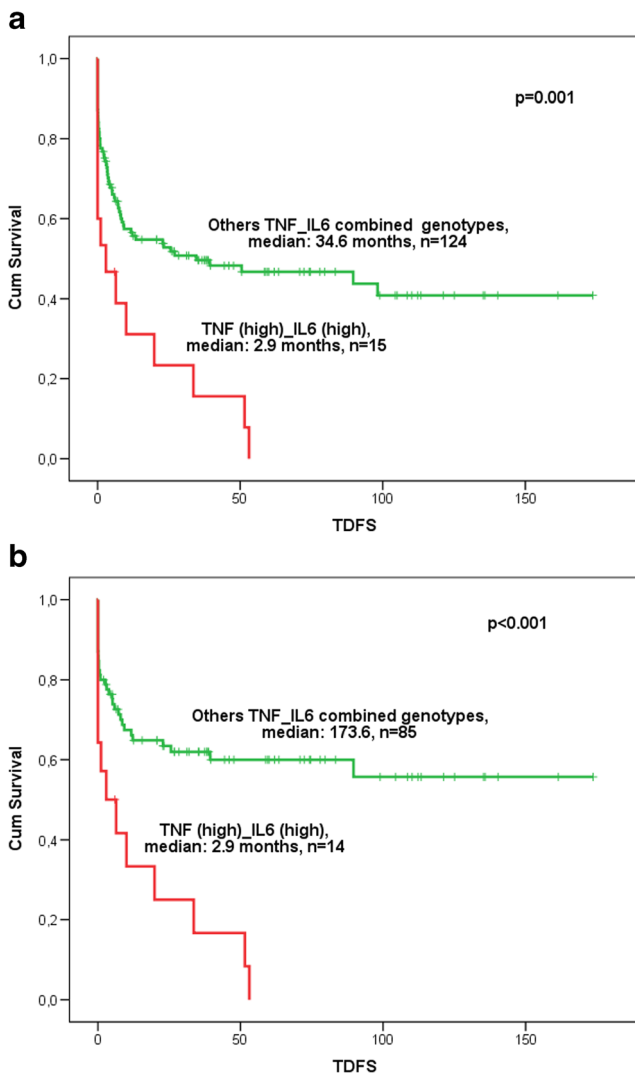 a
1,0
0,8
0,6
0,4
0,2
0,0
Cum Survival
p=0.001
Others TNF_IL6 combined genotypes,
median: 34.6 months, n=124
TNF (high)_IL6 (high),
median: 2.9 months, n=15
0
50
100
150
TDFS
b
1,0
0,8
0,6
0,4
0,2
0,0
Cum Survival
p<0.001
Others TNF_IL6 combined genotypes,
median: 173.6, n=85
TNF (high)_IL6 (high),
median: 2.9 months, n=14
0
50
100
150
TDFS